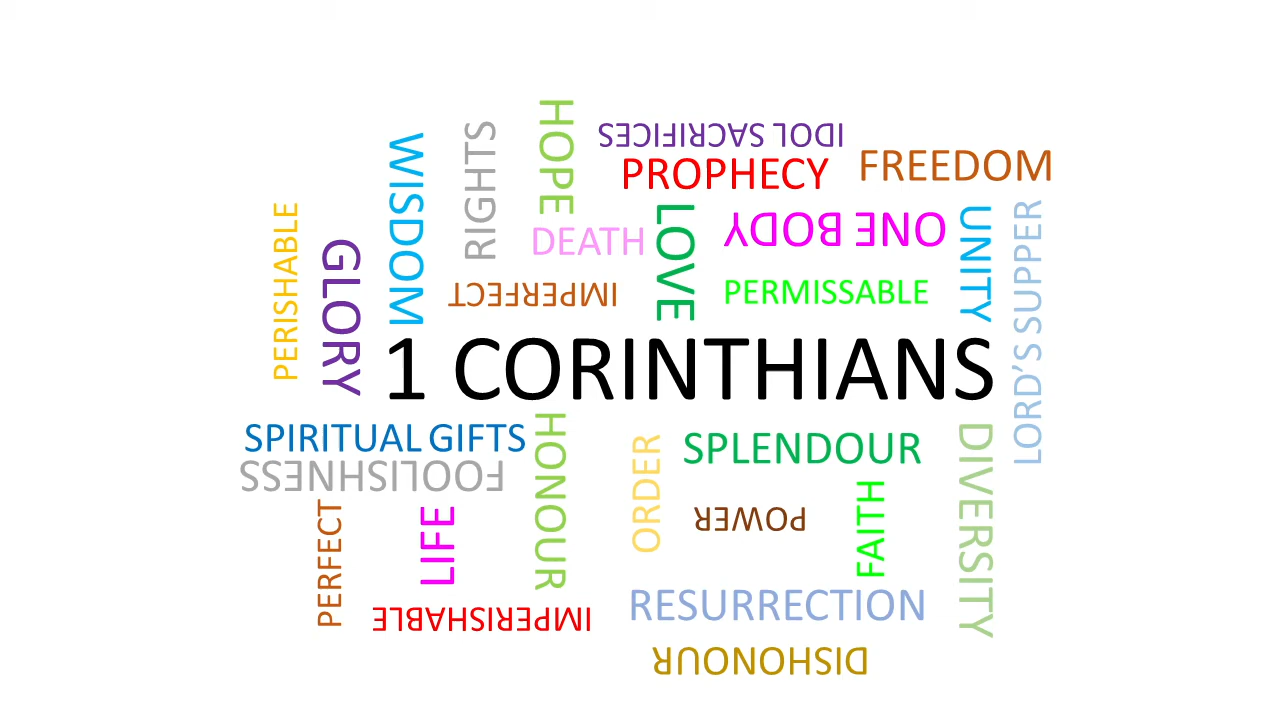 HOPE
IDOL SACRIFICES
RIGHTS
WISDOM
PROPHECY
FREEDOM
PERISHABLE
GLORY
DEATH
LOVE
ONE BODY
UNITY
LORD'S SUPPER
IMPERFECT
PERMISSABLE
1 CORINTHIANS
SPIRITUAL GIFTS
FOOLISHNESS
HONOUR
ORDER
SPLENDOUR
DIVERSITY
PERFECT
LIFE
POWER
FAITH
IMPERISHABLE
RESURRECTION
DISHONOUR